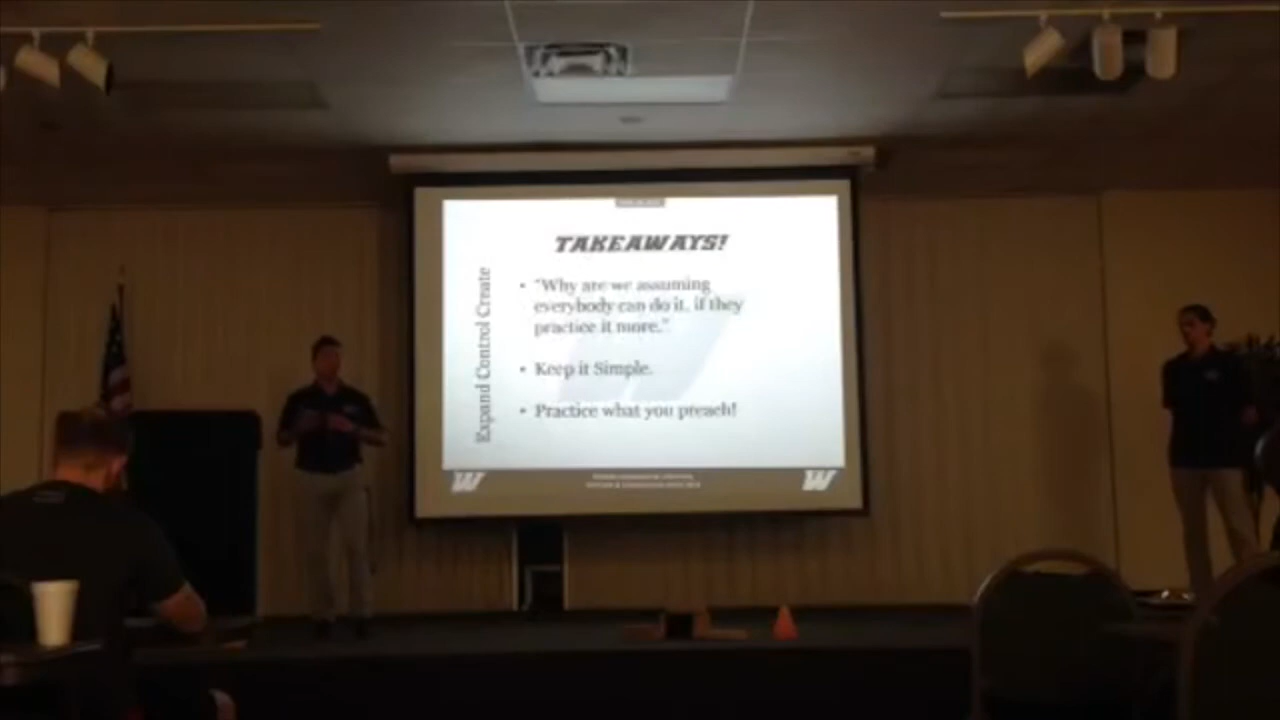 TAKEAWAYS!
Expand Control Create
• "Why are we assuming
everybody can do it, if they
practice it more."
• Keep it Simple.
• Practice what you preach!
W W